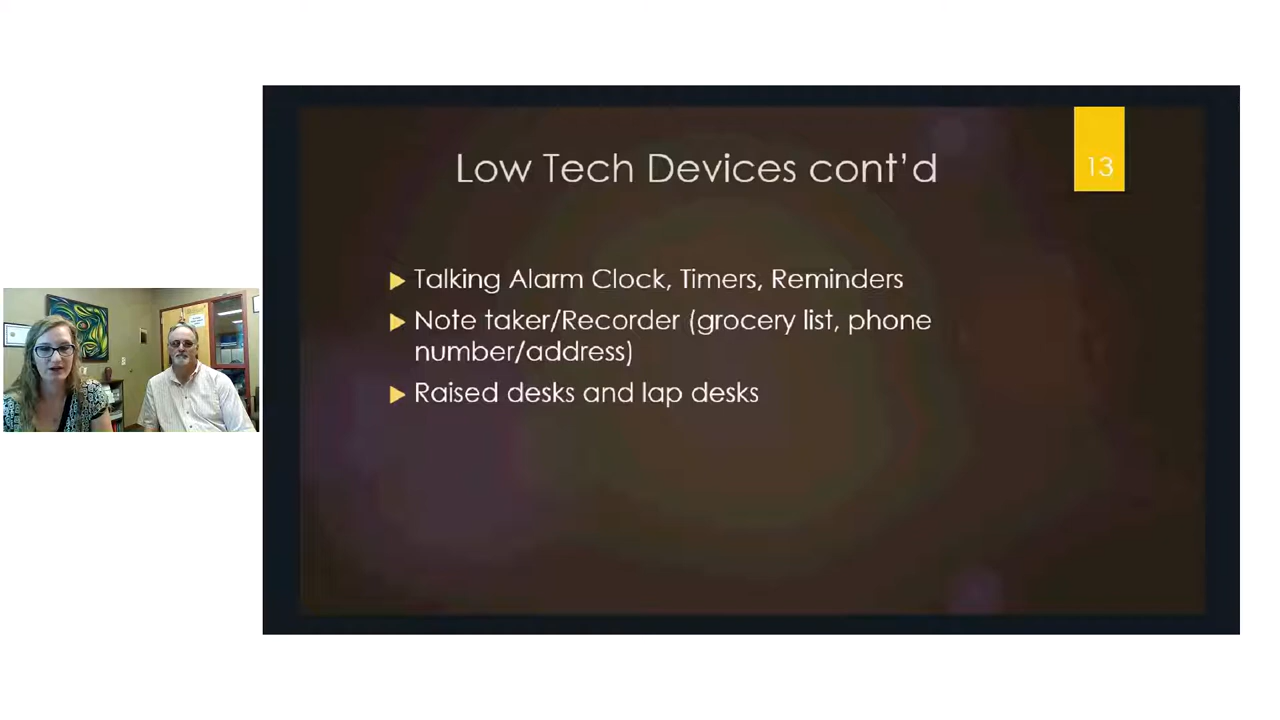 Low Tech Devices cont’d
13
Talking Alarm Clock, Timers, Reminders
Note taker/Recorder (grocery list, phone
number/address)
Raised desks and lap desks